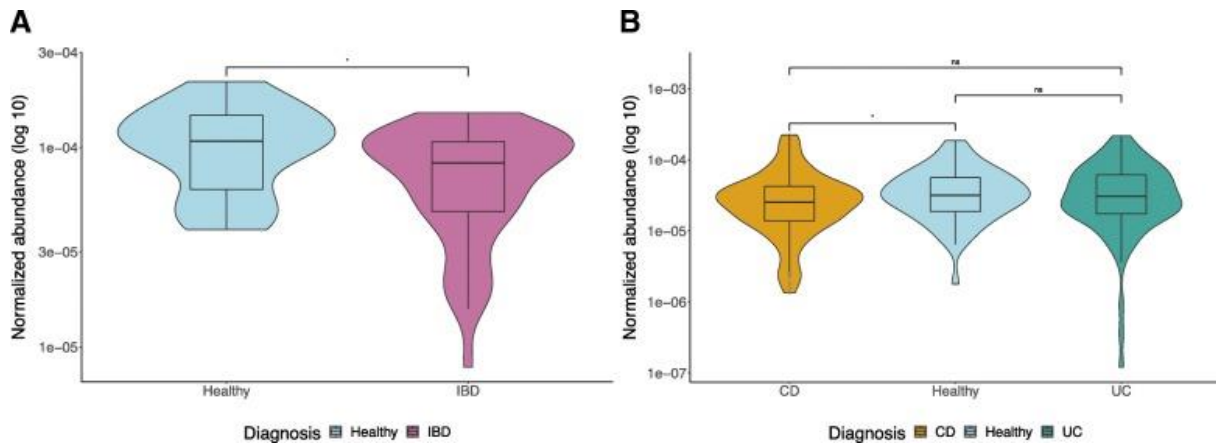 A
Normalized abundance (log 10)
3e-04
1e-04
3e-05
1e-05
*
Healthy IBD
Diagnosis Healthy IBD
B
Normalized abundance (log 10)
1e-03
1e-04
1e-05
1e-06
1e-07
ns
ns
*
CD Healthy UC
Diagnosis CD Healthy UC